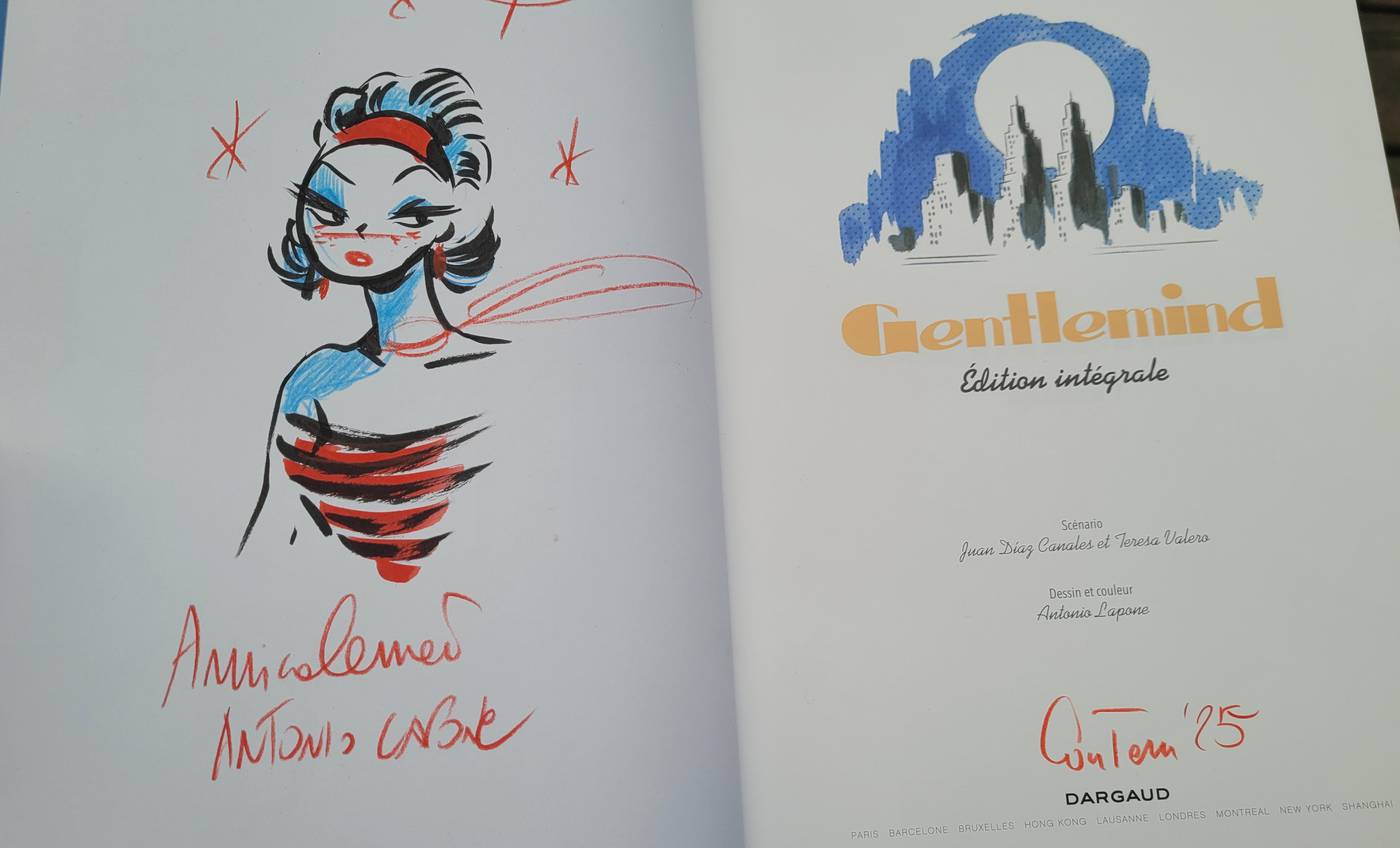 Amicalement
ANTONIO LAPONE
Gentlemind
Édition intégrale
Scénario
Juan Díaz Canales et Teresa Valero
Dessin et couleur
Antonio Lapone
Contern '25
DARGAUD
PARIS BARCELONE BRUXELLES HONG KONG LAUSANNE LONDRES MONTRÉAL NEW YORK SHANGHAI